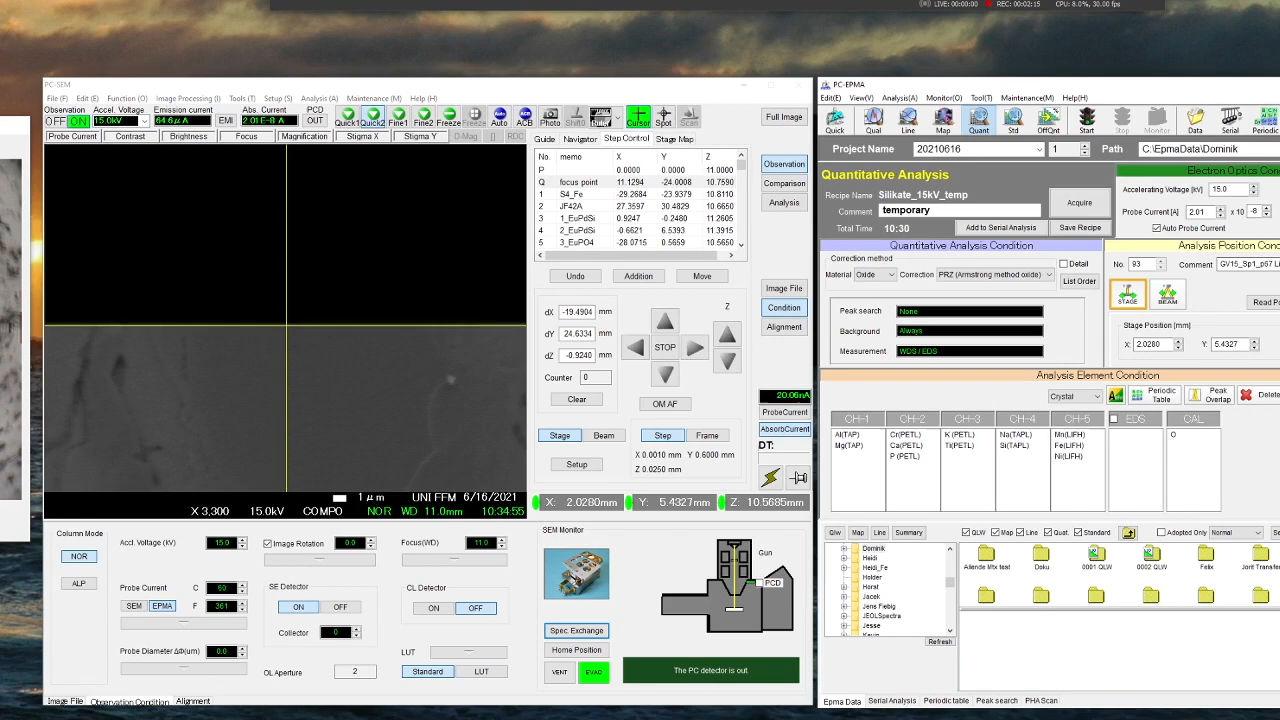 LIVE: 00:00:00 REC: 00:02:15 CPU: 8.0%, 30.00 fps
PC-SEM
File (F) Edit (E) Function (O) Image Processing (I) Tools (T) Setup (S) Analysis (A) Maintenance (M) Help (H)
Observation Accel. Voltage Emission current Abs. Current PCD
OFF ON 15.0kV 64.6µA EMI 2.01E-8 A OUT
Quick1 Quick2 Fine1 Fine2 Freeze Freeze Auto ACB Photo Shift0 Ruler Cursor Spot Scan
Full Image
Probe Current Contrast Brightness Focus Magnification Stigma X Stigma Y D-Mag [] RDC
Guide Navigator Step Control Stage Map
No. memo X Y Z
P 0.0000 0.0000 11.0000
Q focus point 11.1294 -24.0008 10.7590
1 S4_Fe -29.2684 -23.9379 10.8110
2 JF42A 27.3597 30.4829 10.6650
3 1_EuPdSi 0.9247 -0.2480 11.2605
4 2_EuPdSi -0.6621 6.5393 11.3915
5 3_EuPO4 -28.0715 0.5659 10.5650
Observation
Comparison
Analysis
Undo Addition Move
Image File
Condition
Alignment
dX -19.4904 mm
dY 24.6334 mm
dZ -0.9240 mm
Counter 0
Clear
STOP
Z
OM AF
Stage Beam Step Frame
X 0.0010 mm Y 0.6000 mm
Z 0.0250 mm
Setup
20.06nA
ProbeCurrent
AbsorbCurrent
DT:
1 µm UNI FFM 6/16/2021
X 3,300 15.0kV COMPO NOR WD 11.0mm 10:34:55
X: 2.0280mm Y: 5.4327mm Z: 10.5685mm
Column Mode
NOR
ALP
Accl. Voltage (kV) 15.0
Probe Current C 60
SEM EPMA F 361
Probe Diameter ΔΦ(um) 0.0
Image Rotation 0.0
SE Detector
ON OFF
Collector 0
OL Aperture 2
Focus(WD) 11.0
CL Detector
ON OFF
LUT
Standard LUT
SEM Monitor
Spec. Exchange
Home Position
VENT EVAC
Gun
PCD
The PC detector is out.
Image File Observation Condition Alignment
PC-EPMA
Edit(E) View(V) Analysis(A) Monitor(O) Tool(T) Maintenance(M) Help(H)
Quick Qual Line Map Quant Std OffQnt Start Stop Monitor Data Serial Periodic
Project Name 20210616 1 Path C:\EpmaData\Dominik
Quantitative Analysis
Recipe Name Silikate_15kV_temp
Comment temporary
Total Time 10:30
Acquire
Add to Serial Analysis Save Recipe
Electron Optics Con
Accelerating Voltage [kV] 15.0
Probe Current [A] 2.01 x 10 -8
Auto Probe Current
Quantitative Analysis Condition
Correction method
Material Oxide Correction PRZ (Armstrong method oxide) Detail
List Order
Peak search None
Background Always
Measurement WDS / EDS
Analysis Position Con
No. 93 Comment GV15_Sp1_p67 Li
STAGE BEAM
Read Po
Stage Position [mm]
X: 2.0280 Y: 5.4327
Analysis Element Condition
Crystal Periodic Table Peak Overlap Delete
CH-1 CH-2 CH-3 CH-4 CH-5 EDS CAL
Al(TAP) Cr(PETL) K (PETL) Na(TAPL) Mn(LIFH) O
Mg(TAP) Ca(PETL) Ti(PETL) Si(TAPL) Fe(LIFH)
P (PETL) Ni(LIFH)
Qlw Map Line Summary QLW Map Line Quat. Standard Adopted Only Normal
Dominik
Heidi
Heidi_Fe
Holder
Horst
Jacek
Jens Fiebig
JEOLSpectra
Jesse
Kevin
Refresh
Allende Mtx test Doku 0001 QLW 0002 QLW Felix Jorit Transfer
Epma Data Serial Analysis Periodic table Peak search PHA Scan